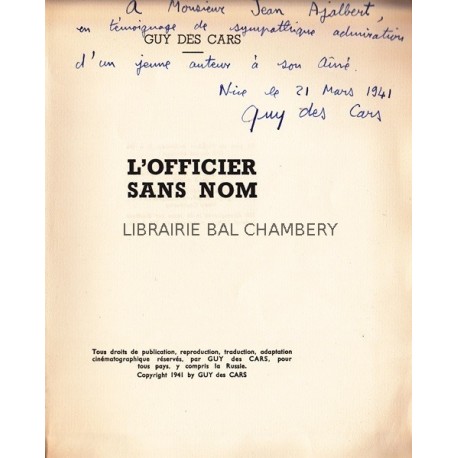 A Monsieur Jean Ajalbert,
en témoignage de sympathique admiration
GUY DES CARS
d'un jeune auteur à son Aîné.
Nice le 21 Mars 1941
Guy des Cars
L'OFFICIER
SANS NOM
LIBRAIRIE BAL CHAMBERY
Tous droits de publication, reproduction, traduction, adaptation
cinématographique réservés, par GUY des CARS, pour
tous pays, y compris la Russie.
Copyright 1941 by GUY des CARS